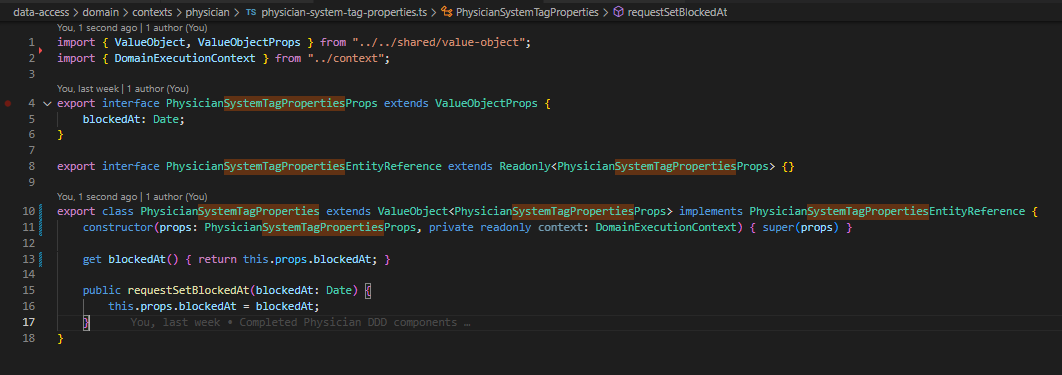 data-access > domain > contexts > physician > TS physician-system-tag-properties.ts > PhysicianSystemTagProperties > requestSetBlockedAt
You, 1 second ago | 1 author (You)
1 import { ValueObject, ValueObjectProps } from "../../shared/value-object";
2 import { DomainExecutionContext } from "../context";
3
You, last week | 1 author (You)
4 export interface PhysicianSystemTagPropertiesProps extends ValueObjectProps {
5 blockedAt: Date;
6 }
7
8 export interface PhysicianSystemTagPropertiesEntityReference extends Readonly<PhysicianSystemTagPropertiesProps> {}
9
You, 1 second ago | 1 author (You)
10 export class PhysicianSystemTagProperties extends ValueObject<PhysicianSystemTagPropertiesProps> implements PhysicianSystemTagPropertiesEntityReference {
11 constructor(props: PhysicianSystemTagPropertiesProps, private readonly context: DomainExecutionContext) { super(props) }
12
13 get blockedAt() { return this.props.blockedAt; }
14
15 public requestSetBlockedAt(blockedAt: Date) {
16 this.props.blockedAt = blockedAt;
17 } You, last week • Completed Physician DDD components …
18 }